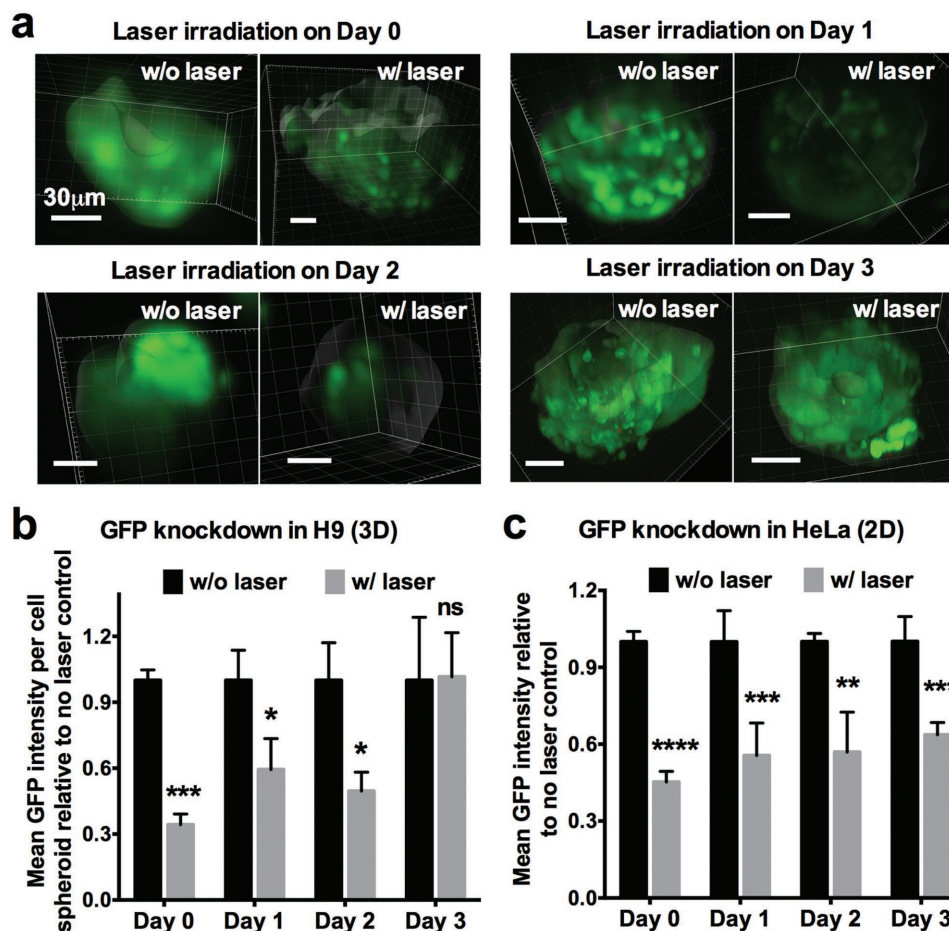 a
Laser irradiation on Day 0
w/o laser
w/ laser
30μm
Laser irradiation on Day 1
w/o laser
w/ laser
Laser irradiation on Day 2
w/o laser
w/ laser
Laser irradiation on Day 3
w/o laser
w/ laser
b
GFP knockdown in H9 (3D)
Mean GFP intensity per cell
spheroid relative to no laser control
w/o laser
w/ laser
1.2
0.9
0.6
0.3
0.0
***
*
*
ns
Day 0
Day 1
Day 2
Day 3
c
GFP knockdown in HeLa (2D)
Mean GFP intensity relative
to no laser control
w/o laser
w/ laser
1.2
0.9
0.6
0.3
0.0
****
***
**
***
Day 0
Day 1
Day 2
Day 3